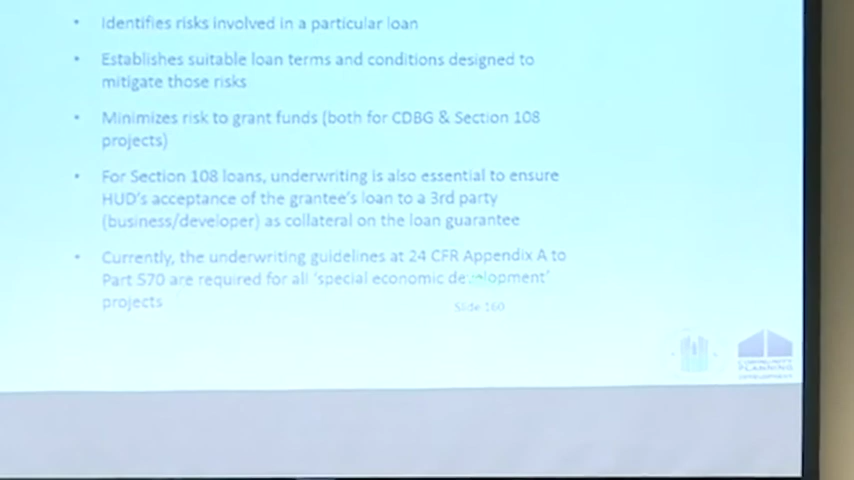 • Identifies risks involved in a particular loan
• Establishes suitable loan terms and conditions designed to
mitigate those risks
• Minimizes risk to grant funds (both for CDBG & Section 108
projects)
• For Section 108 loans, underwriting is also essential to ensure
HUD's acceptance of the grantee's loan to a 3rd party
(business/developer) as collateral on the loan guarantee
• Currently, the underwriting guidelines at 24 CFR Appendix A to
Part 570 are required for all 'special economic development'
projects
Slide 160
COMMUNITY
PLANNING
DEVELOPMENT